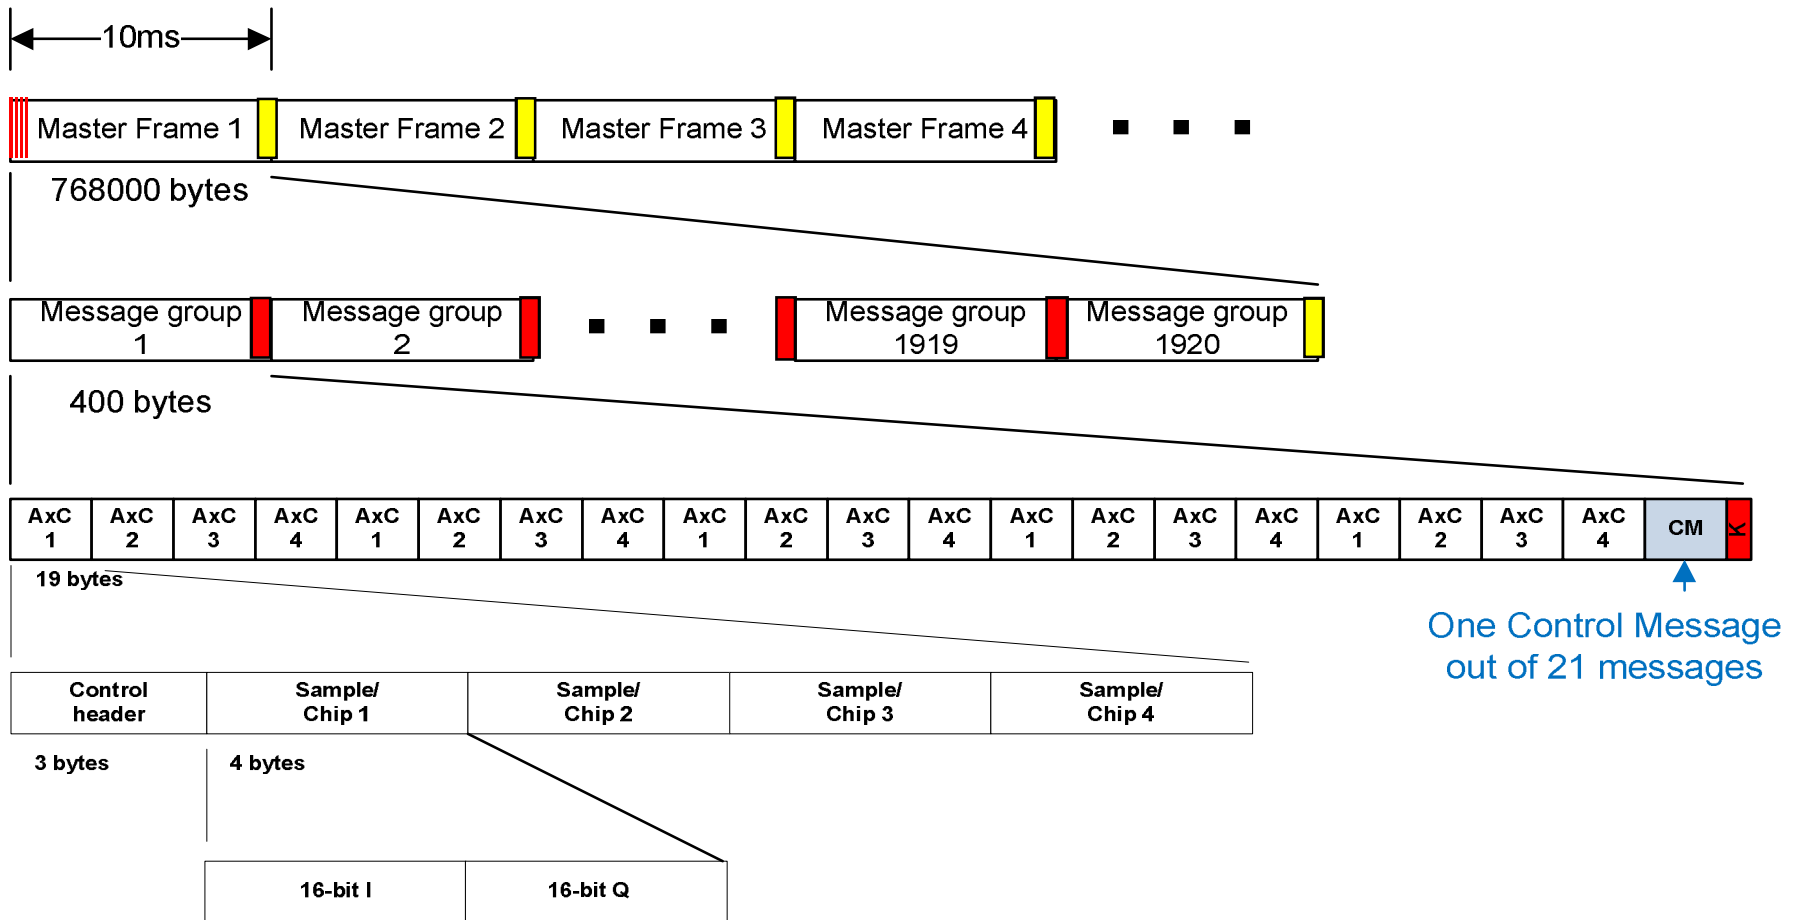 10ms
Master Frame 1 Master Frame 2 Master Frame 3 Master Frame 4
768000 bytes
Message group Message group Message group Message group
1 2 1919 1920
400 bytes
AxC AxC AxC AxC AxC AxC AxC AxC AxC AxC AxC AxC AxC AxC AxC AxC AxC AxC AxC AxC CM K
1 2 3 4 1 2 3 4 1 2 3 4 1 2 3 4 1 2 3 4
19 bytes
One Control Message
out of 21 messages
Control Sample/ Sample/ Sample/ Sample/
header Chip 1 Chip 2 Chip 3 Chip 4
3 bytes 4 bytes
16-bit I 16-bit Q